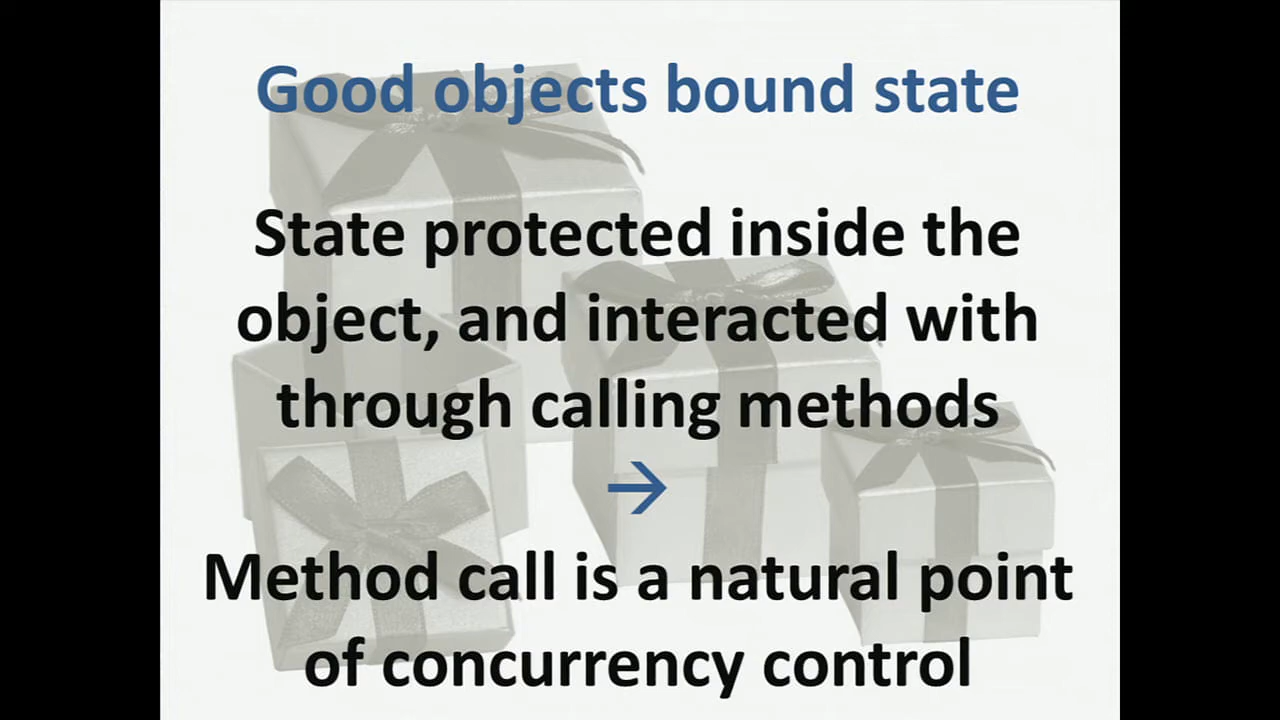 Good objects bound state
State protected inside the
object, and interacted with
through calling methods
→
Method call is a natural point
of concurrency control